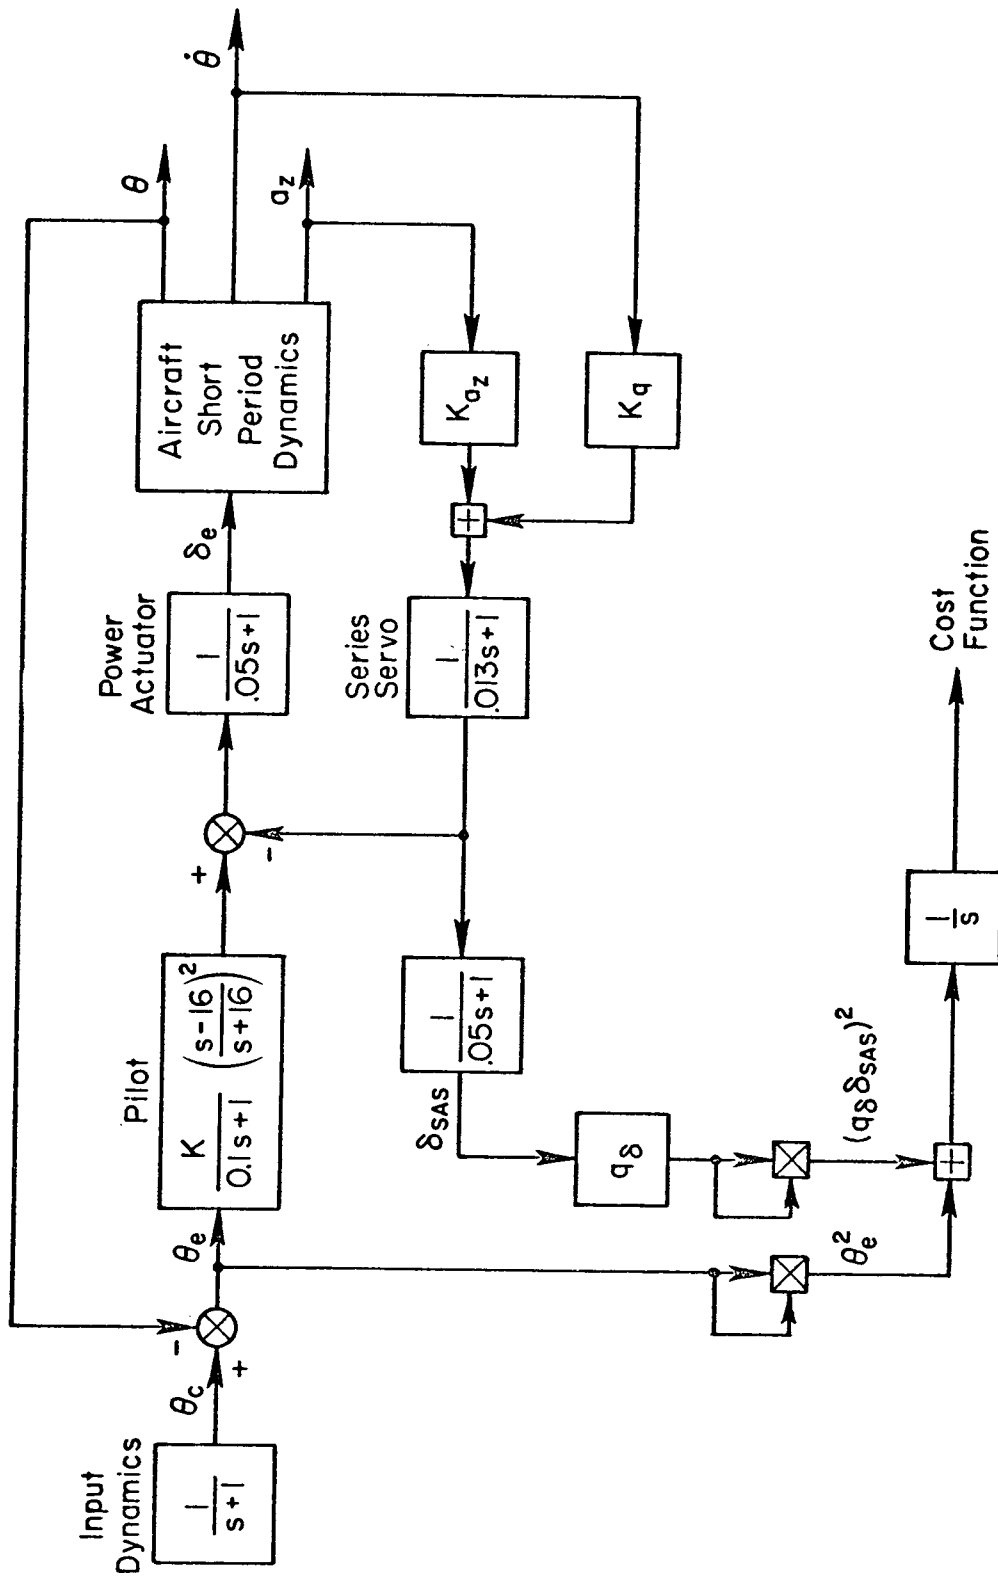 Input
Dynamics
1
s+1
θc
+
-
θe
Pilot
K
0.1s+1
(s-16
s+16)²
+
-
Power
Actuator
1
.05s+1
δe
Aircraft
Short
Period
Dynamics
θ
θ̇
az
Kaz
Kq
+
Series
Servo
1
.013s+1
1
.05s+1
δSAS
qδ
(qδδSAS)²
θe²
+
1
s
Cost
Function